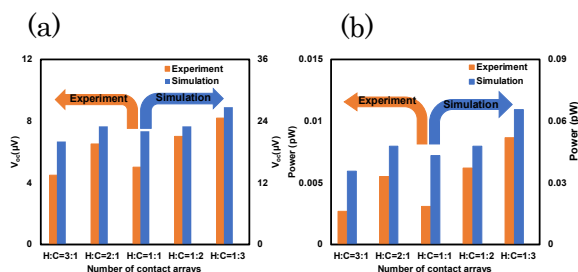 (a)
12
8
4
0
Voc(μV)
36
24
12
0
Voc(μV)
Experiment
Simulation
Experiment
Simulation
H:C=3:1 H:C=2:1 H:C=1:1 H:C=1:2 H:C=1:3
Number of contact arrays
(b)
0.015
0.01
0.005
0
Power (pW)
0.09
0.06
0.03
0
Power (pW)
Experiment
Simulation
Experiment
Simulation
H:C=3:1 H:C=2:1 H:C=1:1 H:C=1:2 H:C=1:3
Number of contact arrays